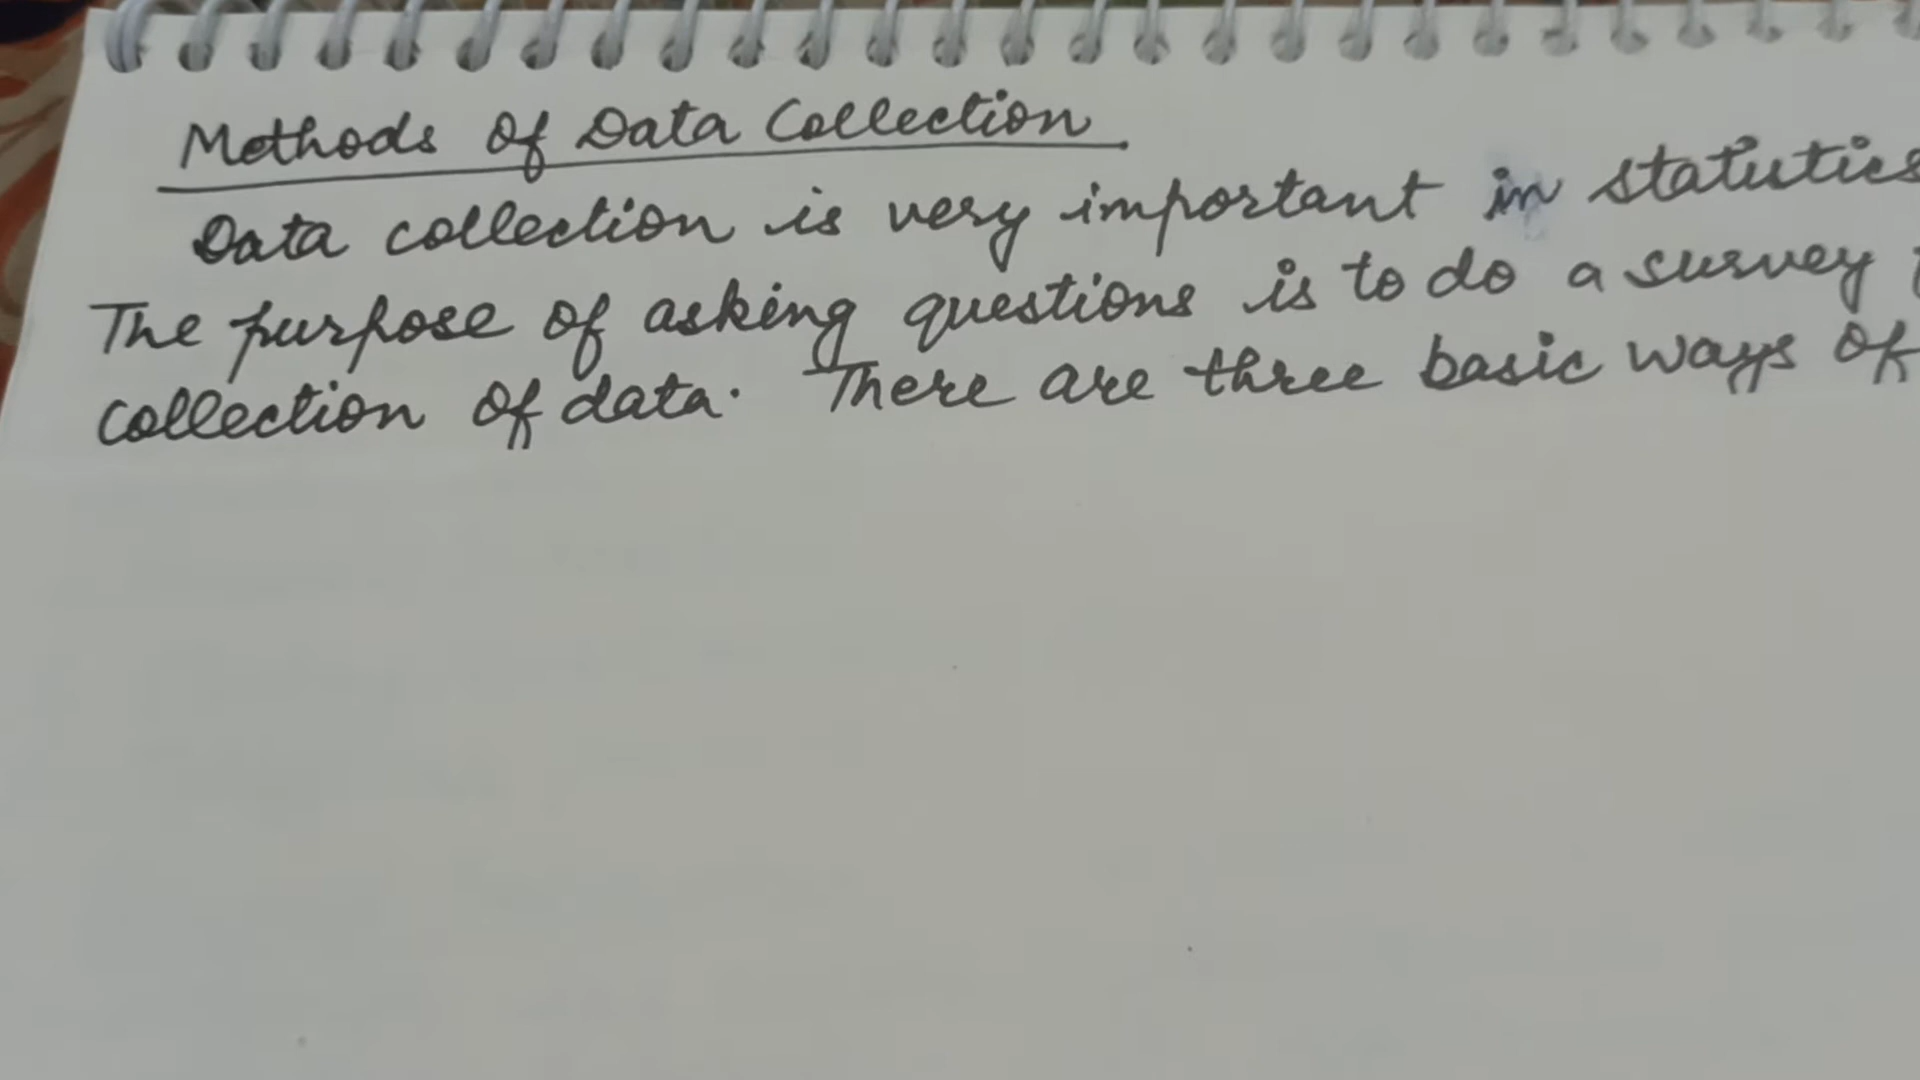 Methods of Data Collection
Data collection is very important in statistics
The purpose of asking questions is to do a survey
collection of data. There are three basic ways of